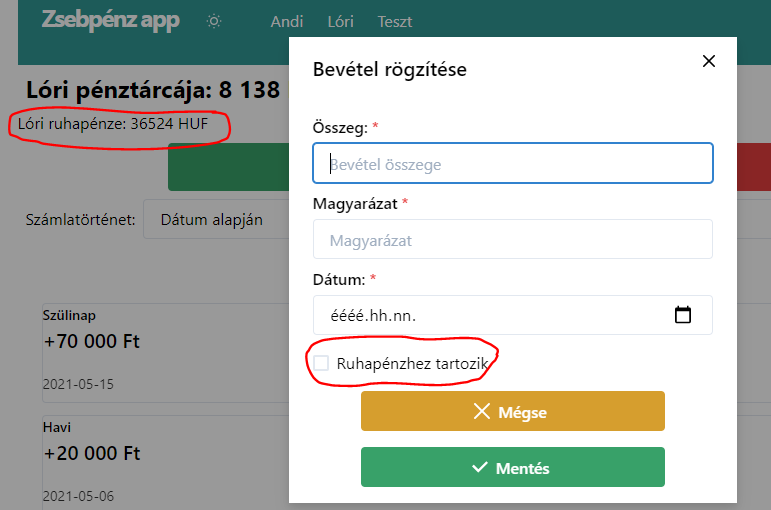 Zsebpénz app
Andi
Lóri
Teszt
Lóri pénztárcája: 8 138
Lóri ruhapénze: 36524 HUF
Számlatörténet:
Dátum alapján
Szülinap
+70 000 Ft
2021-05-15
Havi
+20 000 Ft
2021-05-06
Bevétel rögzítése
Összeg: *
Bevétel összege
Magyarázat *
Magyarázat
Dátum: *
éééé.hh.nn.
Ruhapénzhez tartozik
Mégse
Mentés